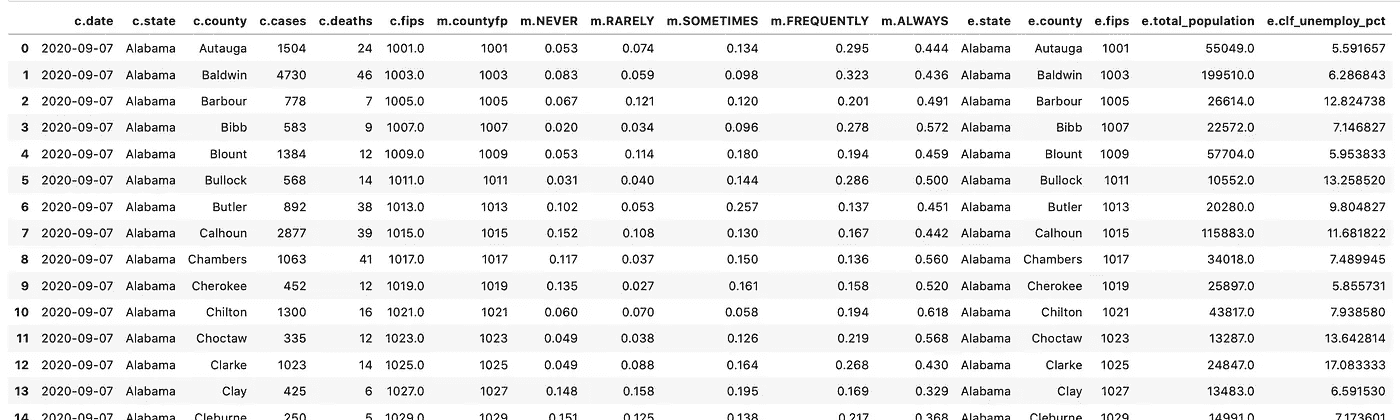 c.date c.state c.county c.cases c.deaths c.fips m.countyfp m.NEVER m.RARELY m.SOMETIMES m.FREQUENTLY m.ALWAYS e.state e.county e.fips e.total_population e.clf_unemploy_pct
0 2020-09-07 Alabama Autauga 1504 24 1001.0 1001 0.053 0.074 0.134 0.295 0.444 Alabama Autauga 1001 55049.0 5.591657
1 2020-09-07 Alabama Baldwin 4730 46 1003.0 1003 0.083 0.059 0.098 0.323 0.436 Alabama Baldwin 1003 199510.0 6.286843
2 2020-09-07 Alabama Barbour 778 7 1005.0 1005 0.067 0.121 0.120 0.201 0.491 Alabama Barbour 1005 26614.0 12.824738
3 2020-09-07 Alabama Bibb 583 9 1007.0 1007 0.020 0.034 0.096 0.278 0.572 Alabama Bibb 1007 22572.0 7.146827
4 2020-09-07 Alabama Blount 1384 12 1009.0 1009 0.053 0.114 0.180 0.194 0.459 Alabama Blount 1009 57704.0 5.953833
5 2020-09-07 Alabama Bullock 568 14 1011.0 1011 0.031 0.040 0.144 0.286 0.500 Alabama Bullock 1011 10552.0 13.258520
6 2020-09-07 Alabama Butler 892 38 1013.0 1013 0.102 0.053 0.257 0.137 0.451 Alabama Butler 1013 20280.0 9.804827
7 2020-09-07 Alabama Calhoun 2877 39 1015.0 1015 0.152 0.108 0.130 0.167 0.442 Alabama Calhoun 1015 115883.0 11.681822
8 2020-09-07 Alabama Chambers 1063 41 1017.0 1017 0.117 0.037 0.150 0.136 0.560 Alabama Chambers 1017 34018.0 7.489945
9 2020-09-07 Alabama Cherokee 452 12 1019.0 1019 0.135 0.027 0.161 0.158 0.520 Alabama Cherokee 1019 25897.0 5.855731
10 2020-09-07 Alabama Chilton 1300 16 1021.0 1021 0.060 0.070 0.058 0.194 0.618 Alabama Chilton 1021 43817.0 7.938580
11 2020-09-07 Alabama Choctaw 335 12 1023.0 1023 0.049 0.038 0.126 0.219 0.568 Alabama Choctaw 1023 13287.0 13.642814
12 2020-09-07 Alabama Clarke 1023 14 1025.0 1025 0.049 0.088 0.164 0.268 0.430 Alabama Clarke 1025 24847.0 17.083333
13 2020-09-07 Alabama Clay 425 6 1027.0 1027 0.148 0.158 0.195 0.169 0.329 Alabama Clay 1027 13483.0 6.591530
14 2020-09-07 Alabama Cleburne 250 5 1029.0 1029 0.151 0.125 0.138 0.217 0.368 Alabama Cleburne 1029 14991.0 7.173601